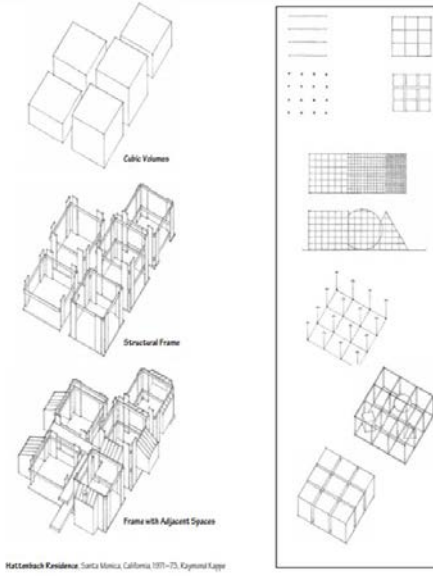 Cubic Volumes
Structural Frame
Frame with Adjacent Spaces
Hattenbach Residence, Santa Monica, California, 1971–73, Raymond Kappe